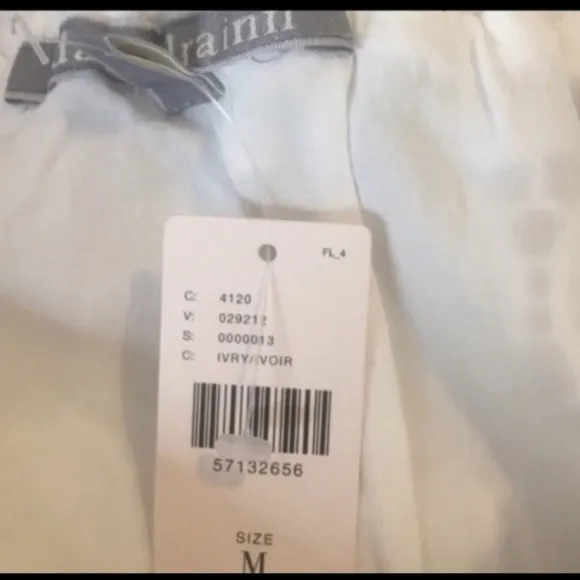 FL_4
C: 4120
V: 029212
S: 0000013
C: IVRY/IVOIR
57132656
SIZE
M